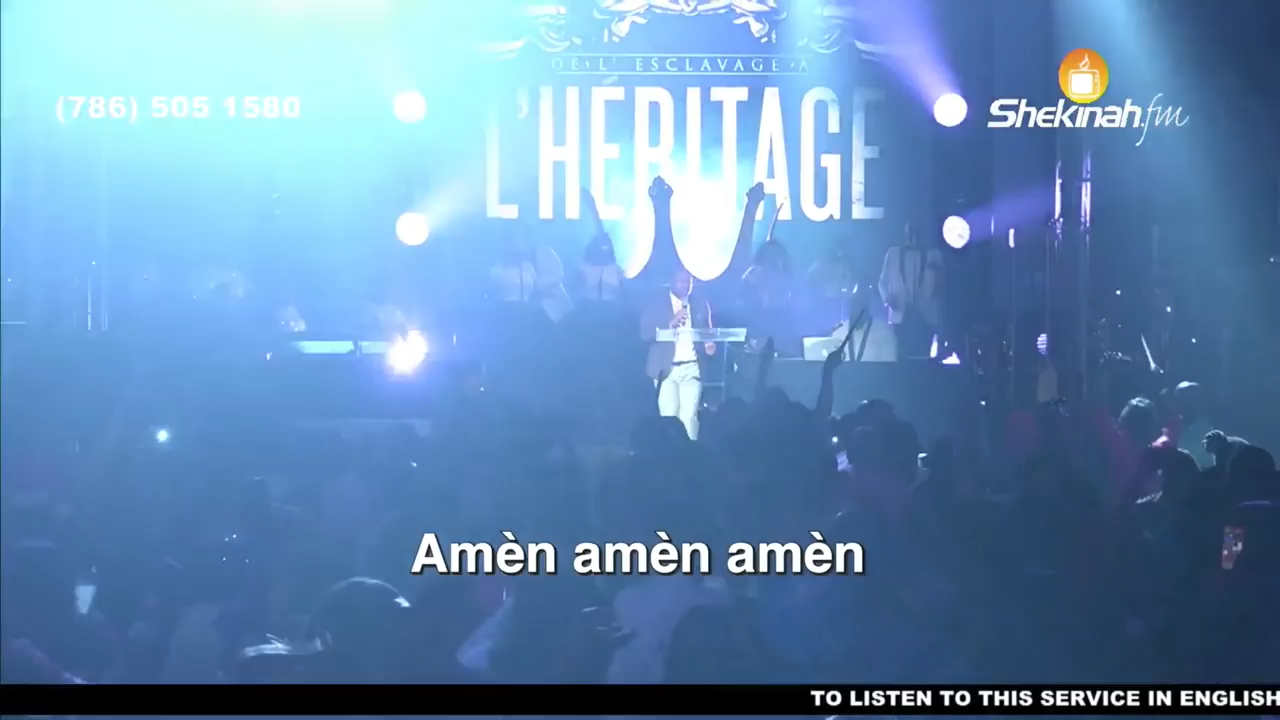 DE L' ESCLAVAGE A
L'HERITAGE
(786) 505 1580
Shekinah.fm
Amèn amèn amèn
TO LISTEN TO THIS SERVICE IN ENGLISH